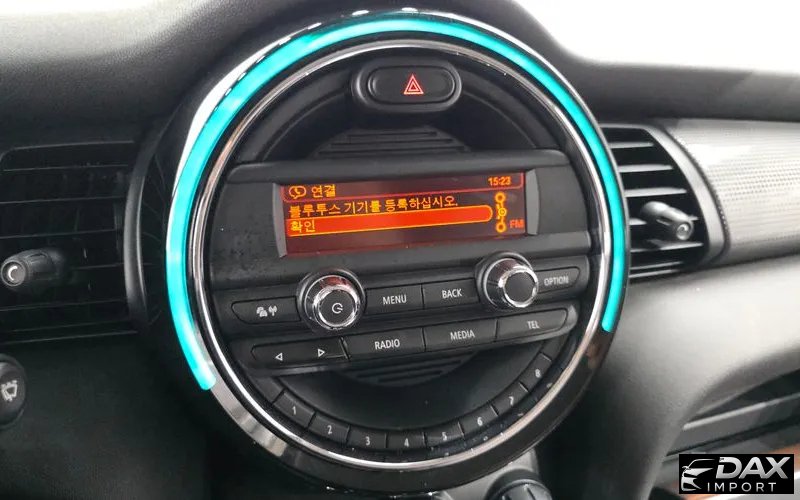 연결 15:23
블루투스 기기를 등록하십시오.
확인
FM
MENU BACK OPTION
RADIO MEDIA TEL
1 2 3 4 5 6 7 8
DAX
IMPORT